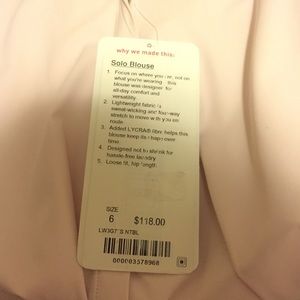 why we made this:
Solo Blouse
1. Focus on where you're, not on
what you're wearing - this
blouse was designed for
all-day comfort and
versatility
2. Lightweight fabric is
sweat-wicking and four-way
stretch to move with you en
route
3. Added LYCRA® fibre helps this
blouse keep its shape over
time
4. Designed not to shrink for
hassle-free laundry
5. Loose fit, hip length
SIZE
6 $118.00
LW3GT S NTBL
000003578968